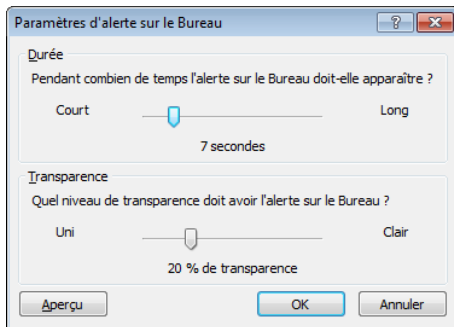 Paramètres d'alerte sur le Bureau
Durée
Pendant combien de temps l'alerte sur le Bureau doit-elle apparaître ?
Court Long
7 secondes
Transparence
Quel niveau de transparence doit avoir l'alerte sur le Bureau ?
Uni Clair
20 % de transparence
Aperçu OK Annuler